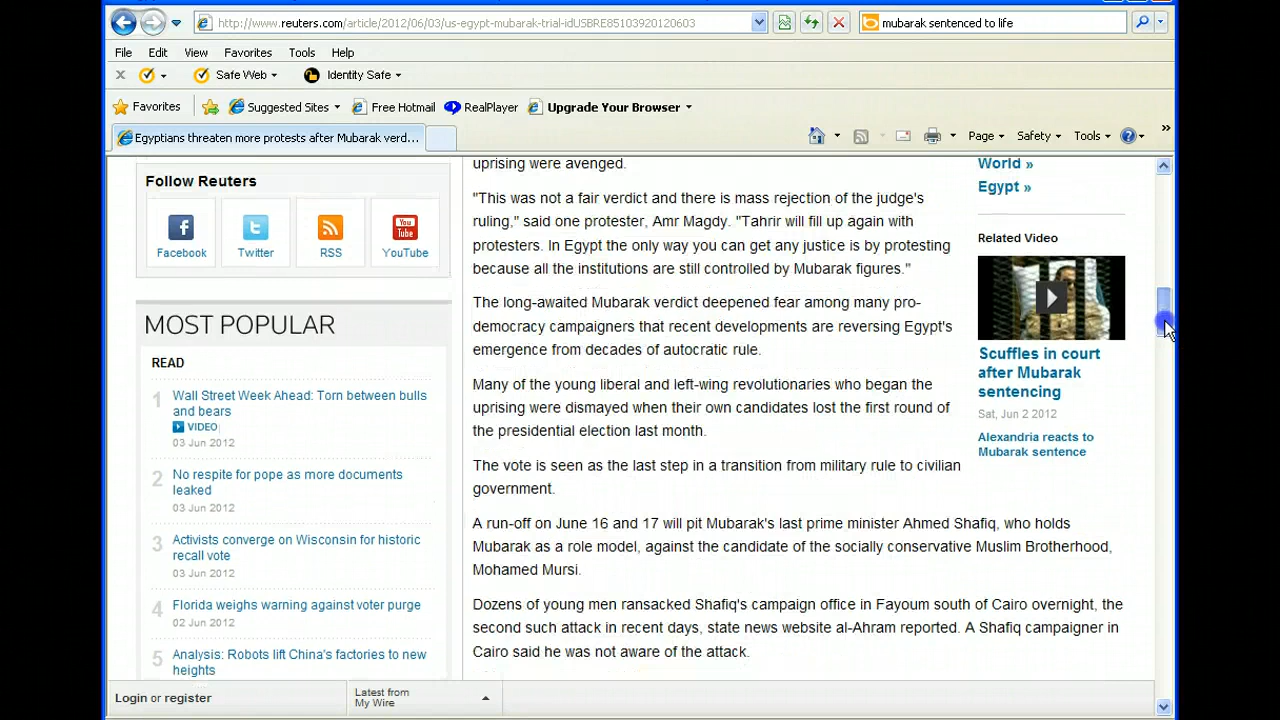 http://www.reuters.com/article/2012/06/03/us-egypt-mubarak-trial-idUSBRE85103920120603
mubarak sentenced to life
File Edit View Favorites Tools Help
Safe Web Identity Safe
Favorites Suggested Sites Free Hotmail RealPlayer Upgrade Your Browser
Egyptians threaten more protests after Mubarak verd...
Page Safety Tools
Follow Reuters
Facebook Twitter RSS YouTube
MOST POPULAR
READ
1 Wall Street Week Ahead: Torn between bulls
and bears
VIDEO
03 Jun 2012
2 No respite for pope as more documents
leaked
03 Jun 2012
3 Activists converge on Wisconsin for historic
recall vote
03 Jun 2012
4 Florida weighs warning against voter purge
02 Jun 2012
5 Analysis: Robots lift China's factories to new
heights
uprising were avenged.
"This was not a fair verdict and there is mass rejection of the judge's
ruling," said one protester, Amr Magdy. "Tahrir will fill up again with
protesters. In Egypt the only way you can get any justice is by protesting
because all the institutions are still controlled by Mubarak figures."
The long-awaited Mubarak verdict deepened fear among many pro-
democracy campaigners that recent developments are reversing Egypt's
emergence from decades of autocratic rule.
Many of the young liberal and left-wing revolutionaries who began the
uprising were dismayed when their own candidates lost the first round of
the presidential election last month.
The vote is seen as the last step in a transition from military rule to civilian
government.
A run-off on June 16 and 17 will pit Mubarak's last prime minister Ahmed Shafiq, who holds
Mubarak as a role model, against the candidate of the socially conservative Muslim Brotherhood,
Mohamed Mursi.
Dozens of young men ransacked Shafiq's campaign office in Fayoum south of Cairo overnight, the
second such attack in recent days, state news website al-Ahram reported. A Shafiq campaigner in
Cairo said he was not aware of the attack.
World »
Egypt »
Related Video
Scuffles in court
after Mubarak
sentencing
Sat, Jun 2 2012
Alexandria reacts to
Mubarak sentence
Login or register
Latest from
My Wire